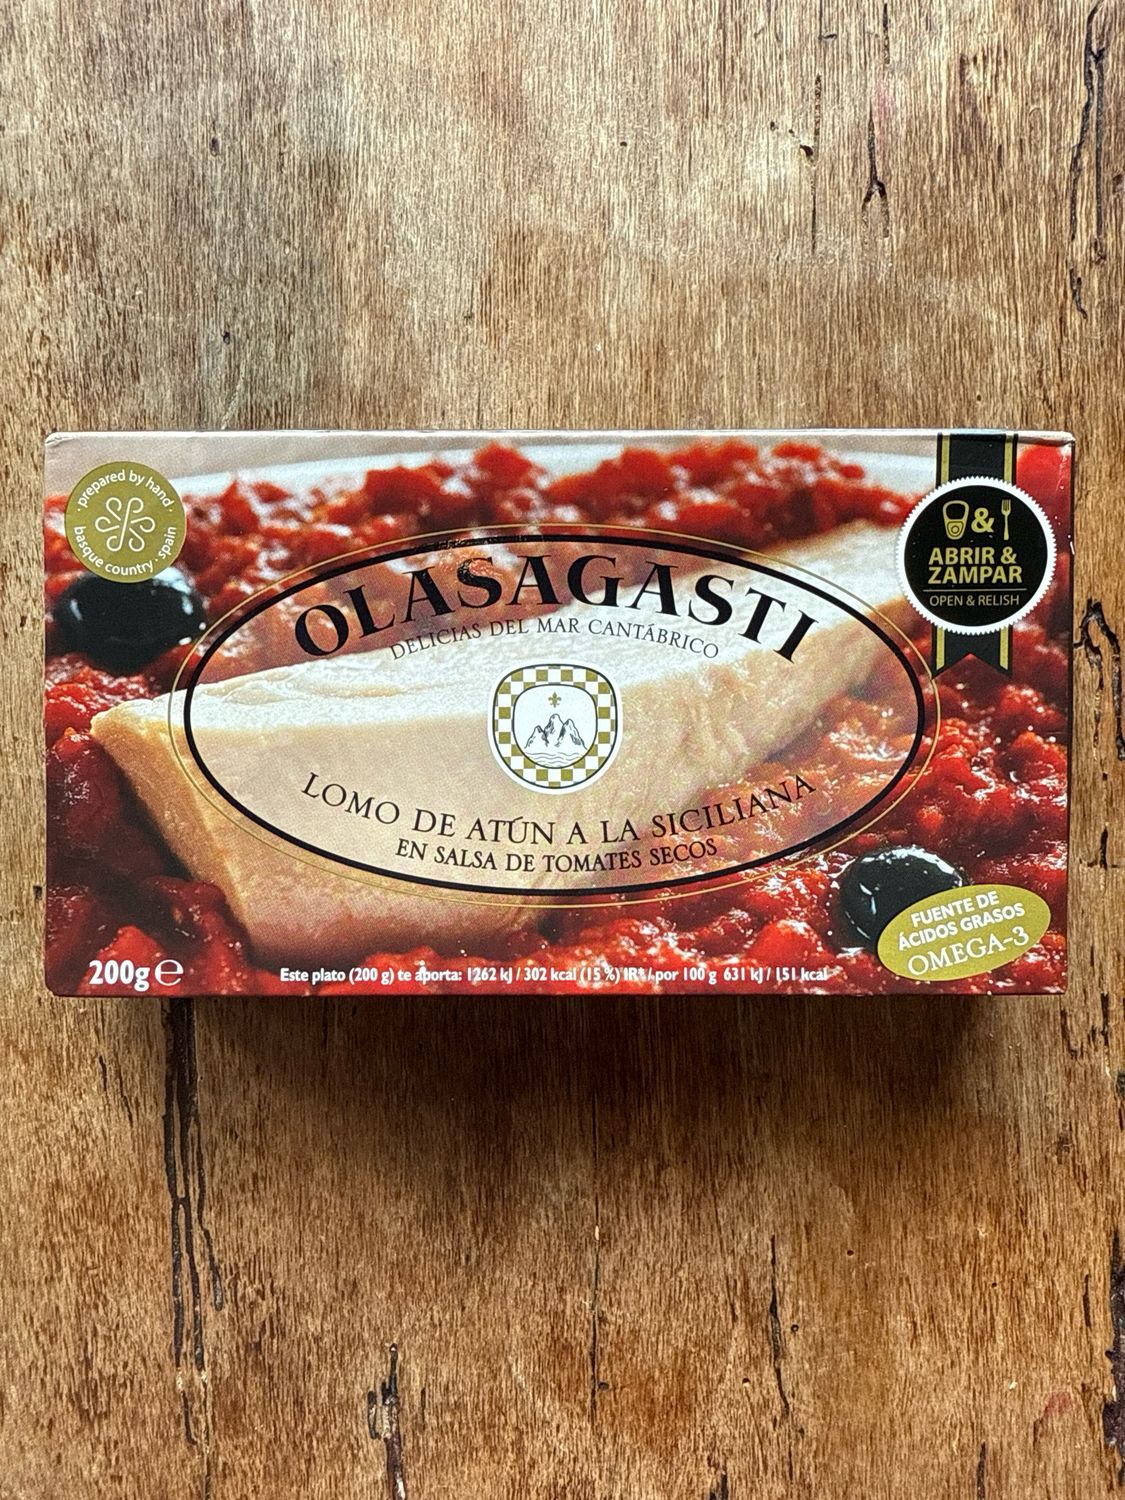 · prepared by hand ·
basque country · spain
OLASAGASTI
DELICIAS DEL MAR CANTÁBRICO
LOMO DE ATÚN A LA SICILIANA
EN SALSA DE TOMATES SECOS
&
ABRIR &
ZAMPAR
OPEN & RELISH
FUENTE DE
ÁCIDOS GRASOS
OMEGA-3
200g ℮
Este plato (200 g) te aporta: 1262 kJ / 302 kcal (15 %) IR*/ por 100 g 631 kJ / 151 kcal